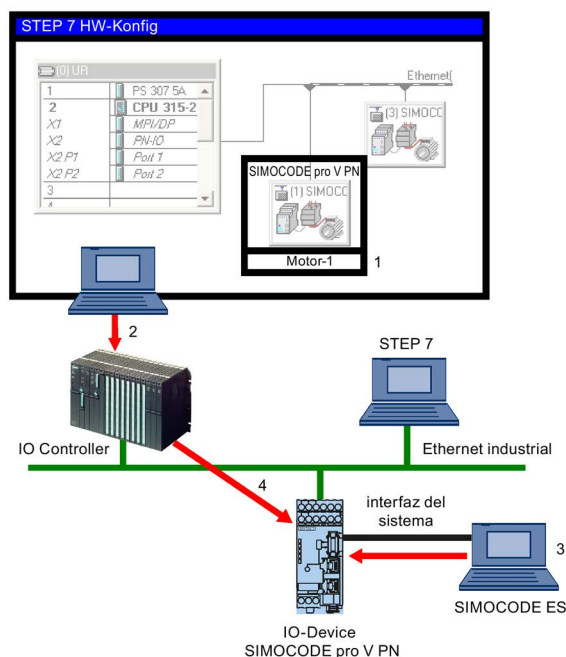 STEP 7 HW-Konfig
(0) UR
1 PS 307 5A
2 CPU 315-2
X1 MPI/DP
X2 PN-IO
X2 P1 Port 1
X2 P2 Port 2
3
Ethernet(
(3) SIMOCC
SIMOCODE pro V PN
(1) SIMOCC
Motor-1
1
2
STEP 7
IO Controller
Ethernet industrial
4
interfaz del
sistema
3
SIMOCODE ES
IO-Device
SIMOCODE pro V PN